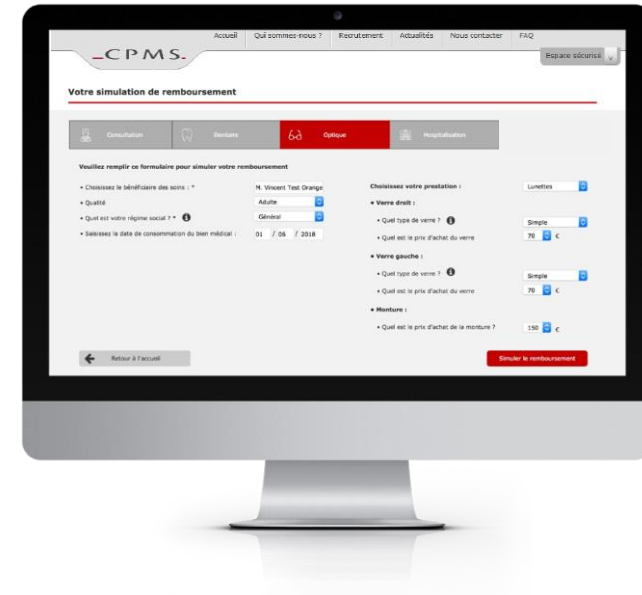 Accueil Qui sommes-nous ? Recrutement Actualités Nous contacter FAQ
_CPMS.
Espace sécurisé
Votre simulation de remboursement
Consultation Dentaire Optique Hospitalisation
Veuillez remplir ce formulaire pour simuler votre remboursement
• Choisissez le bénéficiaire des soins : * M. Vincent Test Orange
• Qualité Adulte
• Quel est votre régime social ? * Général
• Saisissez la date de consommation du bien médical : 01 / 06 / 2018
Choisissez votre prestation : Lunettes
• Verre droit :
• Quel type de verre ? Simple
• Quel est le prix d'achat du verre 70 €
• Verre gauche :
• Quel type de verre ? Simple
• Quel est le prix d'achat du verre 70 €
• Monture :
• Quel est le prix d'achat de la monture ? 150 €
Retour à l'accueil
Simuler le remboursement